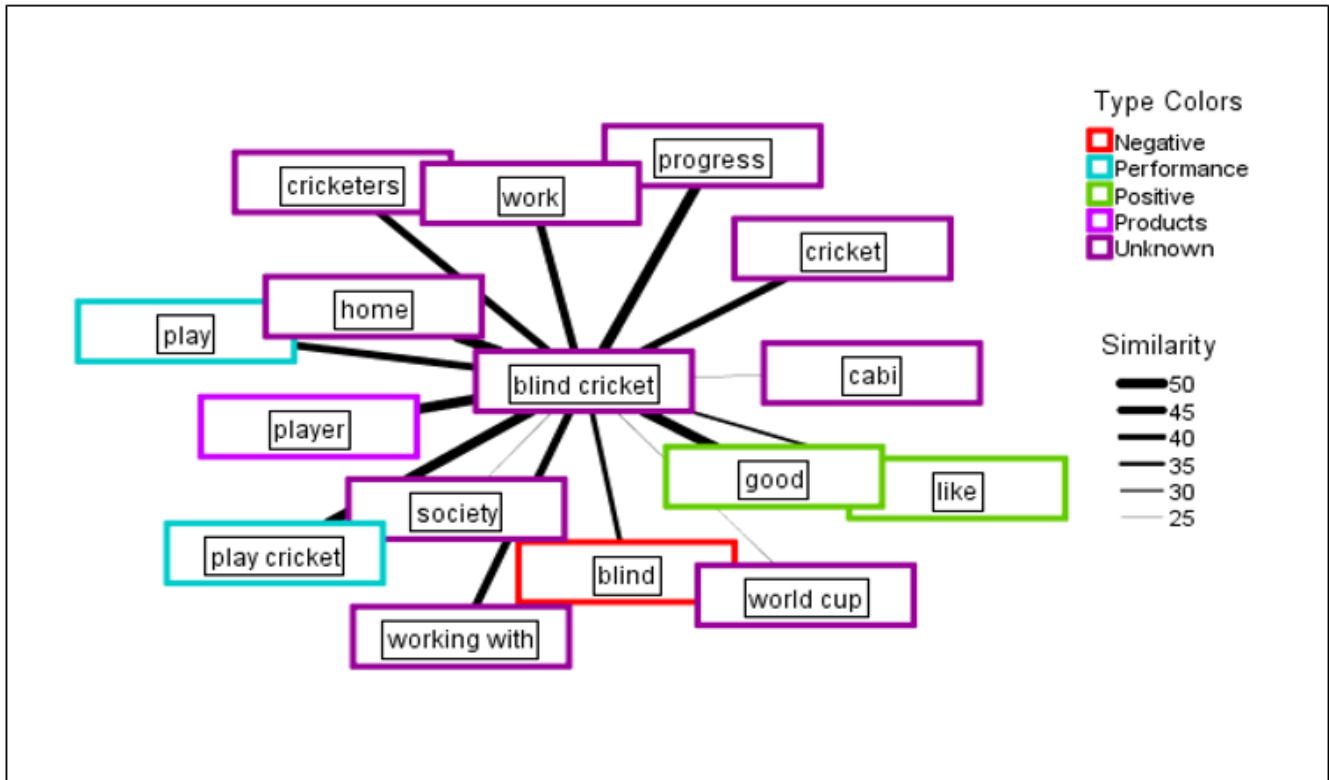 progress
cricketers
work
cricket
home
play
blind cricket
cabi
player
good
like
society
play cricket
blind
world cup
working with
Type Colors
Negative
Performance
Positive
Products
Unknown
Similarity
50
45
40
35
30
25